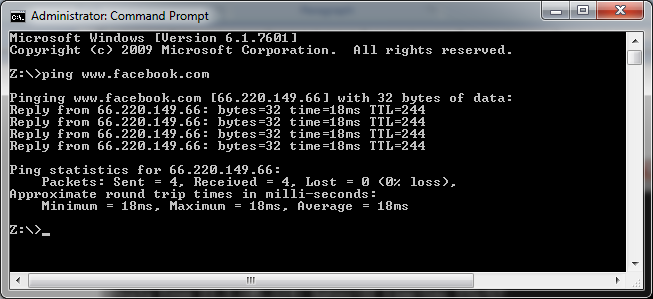 Administrator: Command Prompt
Microsoft Windows [Version 6.1.7601]
Copyright (c) 2009 Microsoft Corporation.  All rights reserved.
Z:\>ping www.facebook.com
Pinging www.facebook.com [66.220.149.66] with 32 bytes of data:
Reply from 66.220.149.66: bytes=32 time=18ms TTL=244
Reply from 66.220.149.66: bytes=32 time=18ms TTL=244
Reply from 66.220.149.66: bytes=32 time=18ms TTL=244
Reply from 66.220.149.66: bytes=32 time=18ms TTL=244
Ping statistics for 66.220.149.66:
    Packets: Sent = 4, Received = 4, Lost = 0 (0% loss),
Approximate round trip times in milli-seconds:
    Minimum = 18ms, Maximum = 18ms, Average = 18ms
Z:\>_